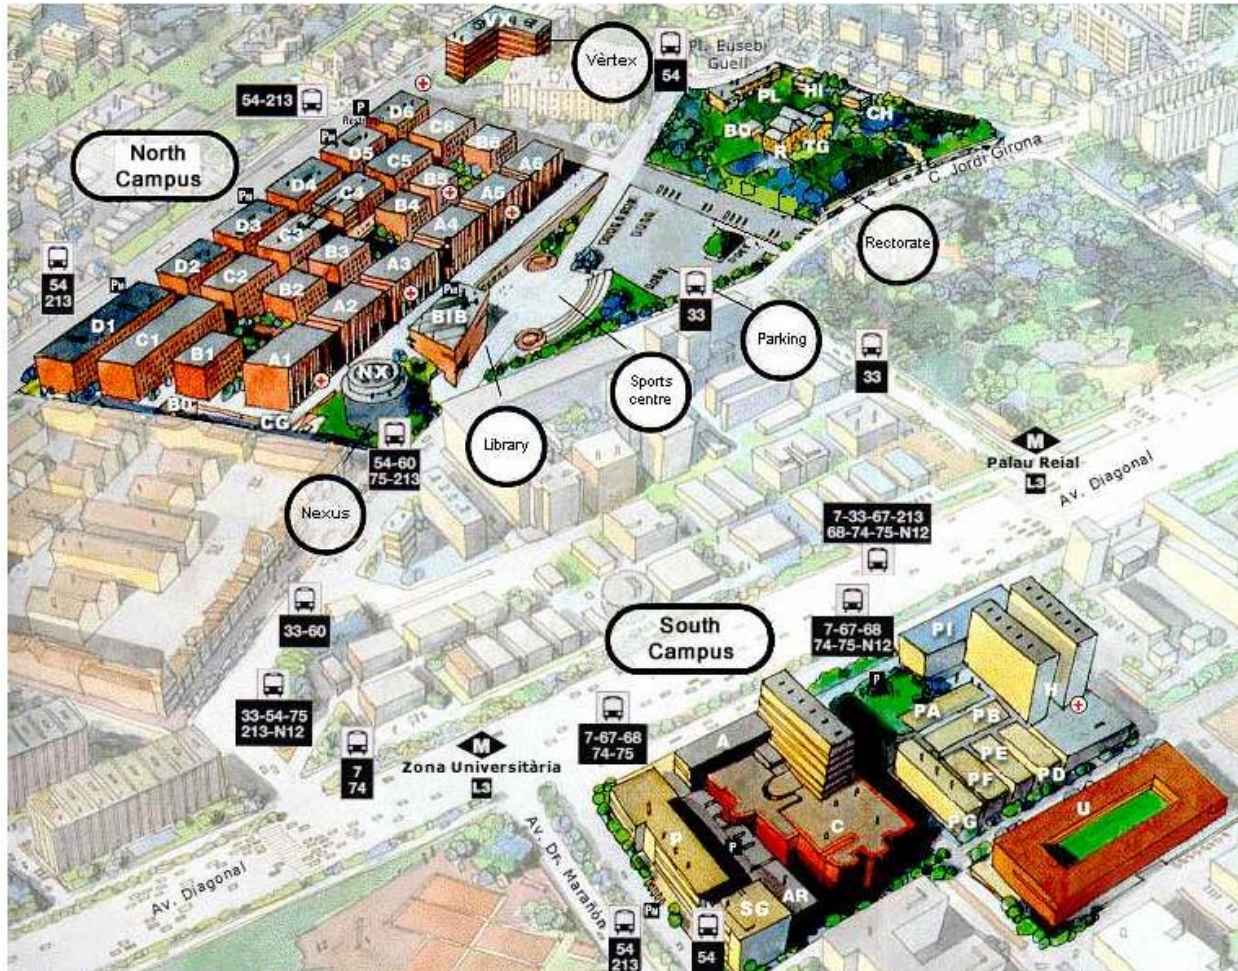 VX
Vèrtex
54
Pl. Eusebi
Guell
54-213
P
North
Campus
D6
C6
B6
A6
D5
C5
B5
A5
D4
C4
B4
A4
D3
B3
A3
D2
C2
B2
A2
D1
C1
B1
A1
PL
HI
BO
CH
R
TG
C. Jordi Girona
Rectorate
54
213
33
Parking
33
BIB
NX
CG
Sports
centre
Library
54-60
75-213
Nexus
M
Palau Reial
L3
Av. Diagonal
7-33-67-213
68-74-75-N12
33-60
South
Campus
7-67-68
74-75-N12
PI
P
PA
PB
PE
PF
PD
PG
U
33-54-75
213-N12
7
74
M
Zona Universitària
L3
7-67-68
74-75
A
C
P
P
AR
SG
Av. Diagonal
Av. Dr. Marañón
54
213
54